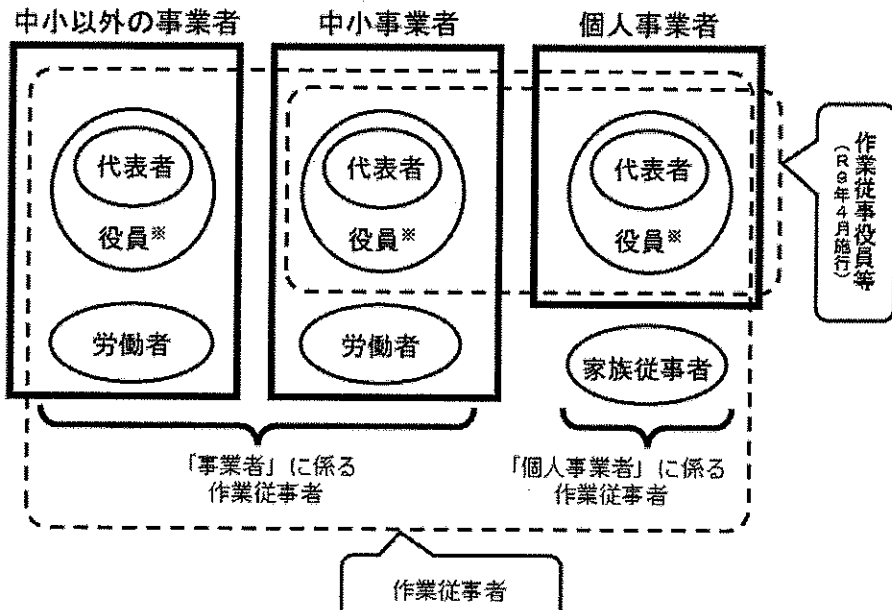 中小以外の事業者
中小事業者
個人事業者
代表者
役員※
労働者
代表者
役員※
労働者
代表者
役員※
家族従事者
作業従事役員等
(R9年4月施行)
「事業者」に係る
作業従事者
「個人事業者」に係る
作業従事者
作業従事者